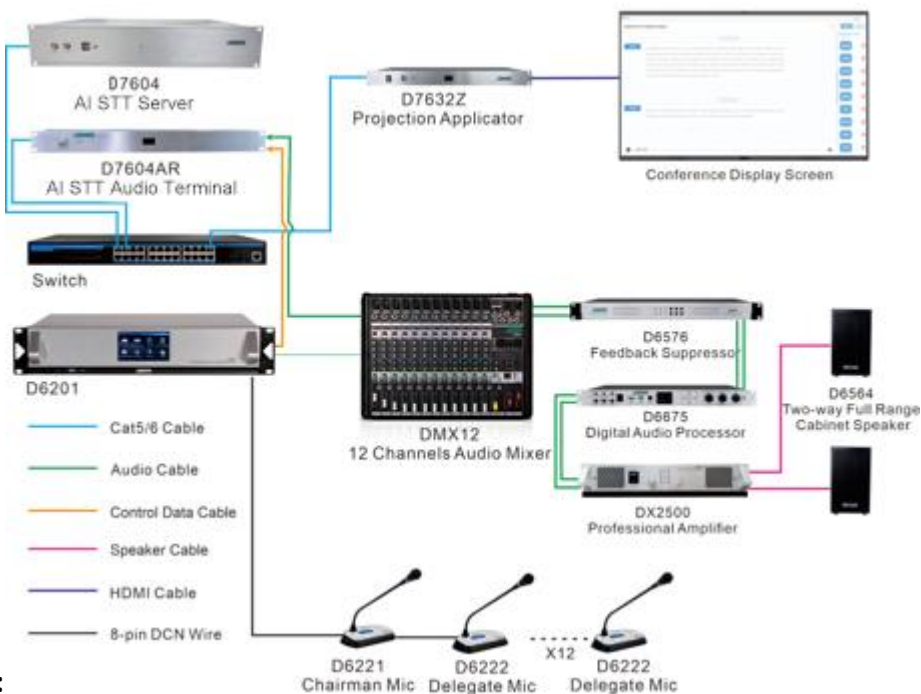 D7604
AI STT Server
D7632Z
Projection Applicator
Conference Display Screen
D7604AR
AI STT Audio Terminal
Switch
D6201
D6576
Feedback Suppressor
D6564
Two-way Full Range
Cabinet Speaker
DMX12
12 Channels Audio Mixer
D6675
Digital Audio Processor
DX2500
Professional Amplifier
Cat5/6 Cable
Audio Cable
Control Data Cable
Speaker Cable
HDMI Cable
8-pin DCN Wire
X12
D6221
Chairman Mic
D6222
Delegate Mic
D6222
Delegate Mic
: